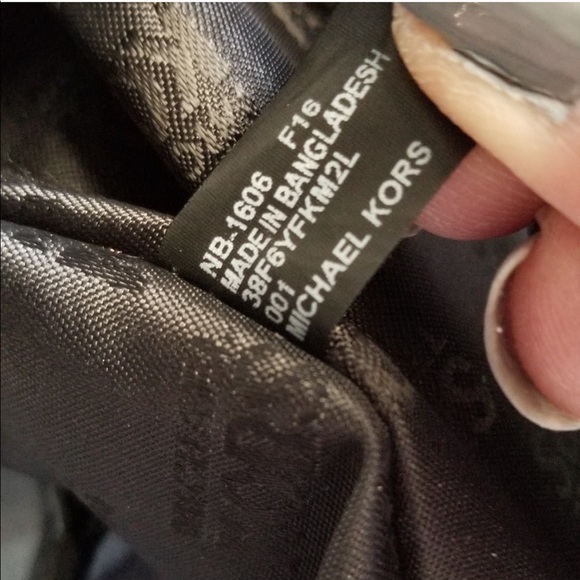 NB-1606 F16
MADE IN BANGLADESH
38F6YFKM2L
001
MICHAEL KORS